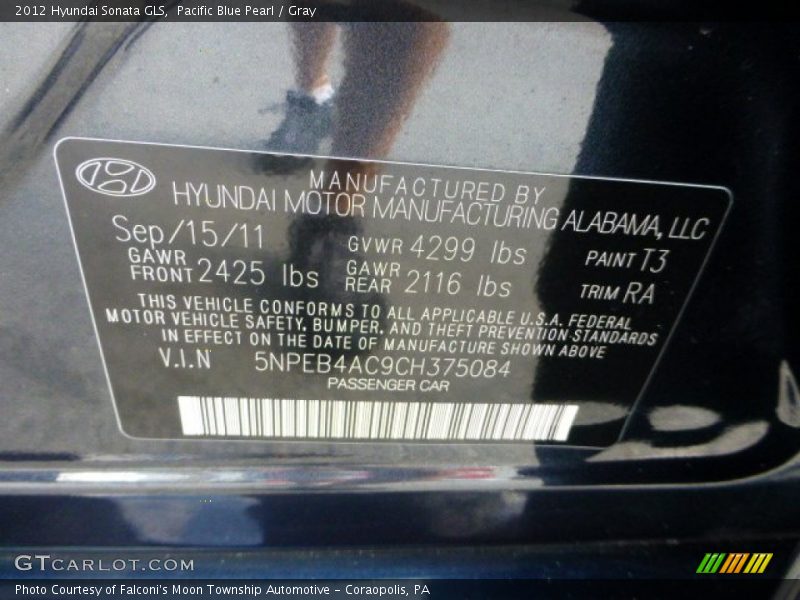 2012 Hyundai Sonata GLS, Pacific Blue Pearl / Gray
MANUFACTURED BY
HYUNDAI MOTOR MANUFACTURING ALABAMA, LLC
Sep/15/11 GVWR 4299 lbs PAINT T3
GAWR FRONT 2425 lbs GAWR REAR 2116 lbs TRIM RA
THIS VEHICLE CONFORMS TO ALL APPLICABLE U.S.A. FEDERAL
MOTOR VEHICLE SAFETY, BUMPER, AND THEFT PREVENTION STANDARDS
IN EFFECT ON THE DATE OF MANUFACTURE SHOWN ABOVE
V.I.N 5NPEB4AC9CH375084
PASSENGER CAR
GTCARLOT.COM
Photo Courtesy of Falconi's Moon Township Automotive - Coraopolis, PA